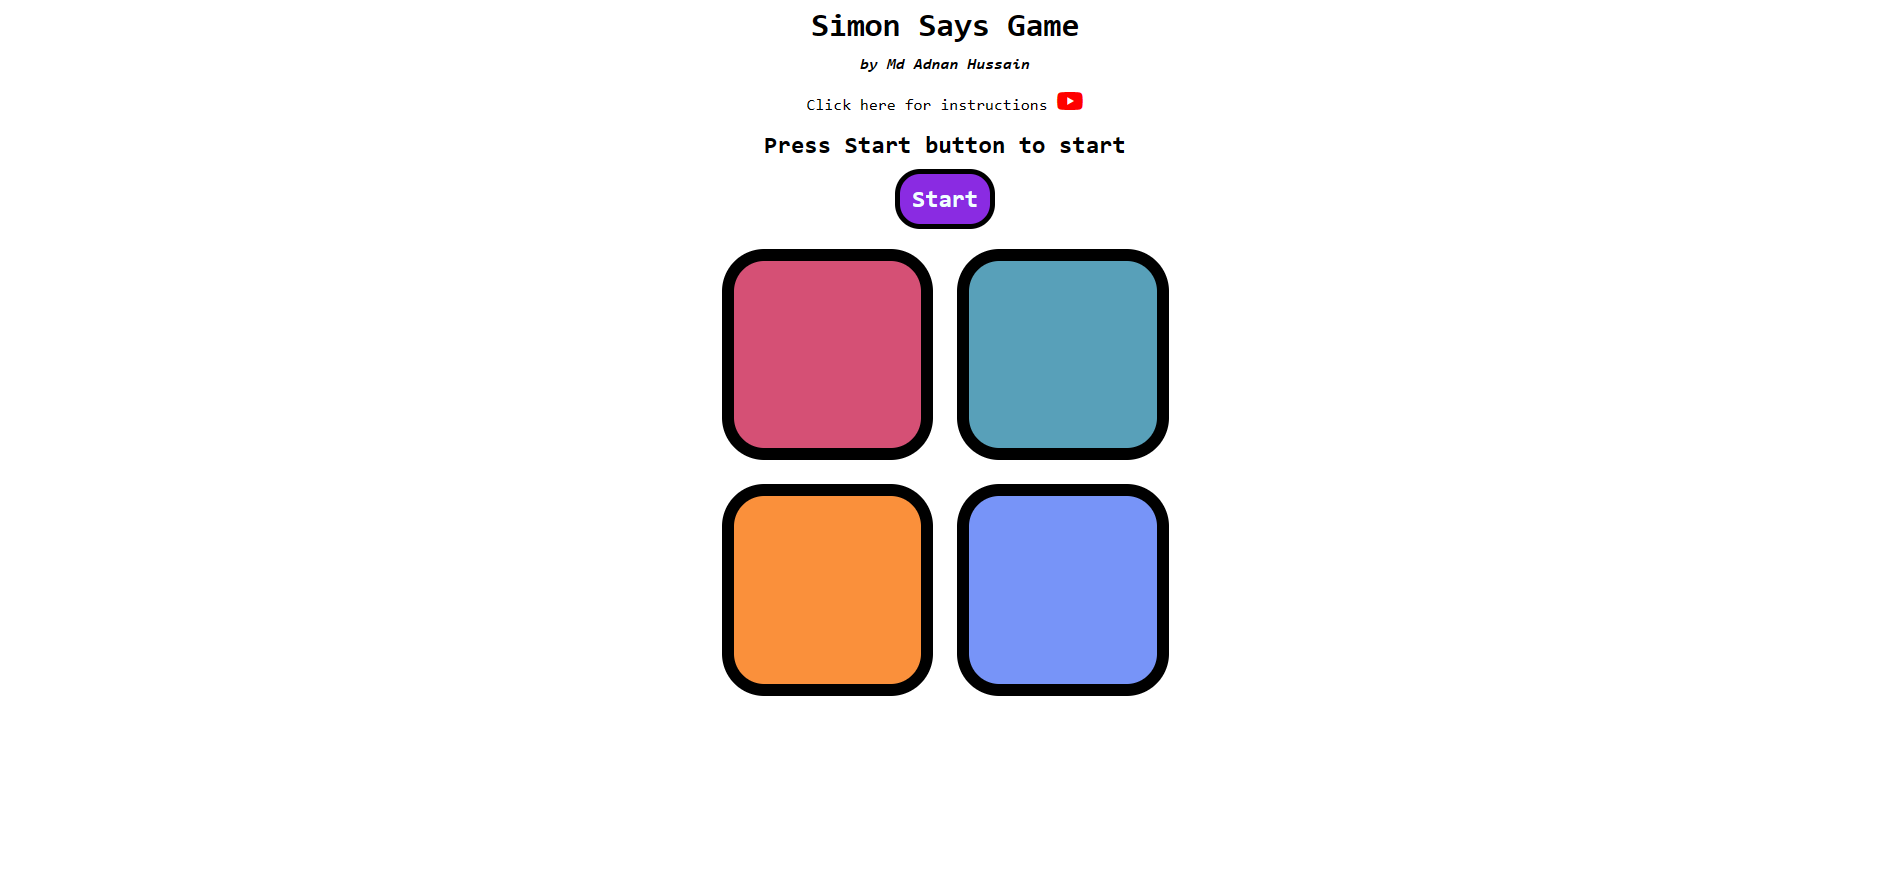 Simon Says Game
by Md Adnan Hussain
Click here for instructions
Press Start button to start
Start